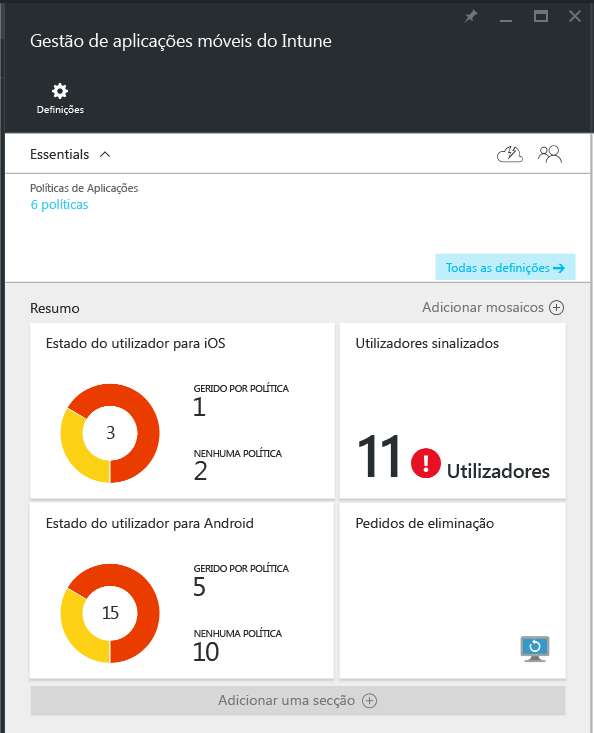 Gestão de aplicações móveis do Intune
Definições
Essentials
Políticas de Aplicações
6 políticas
Todas as definições
Resumo
Adicionar mosaicos
Estado do utilizador para iOS
3
GERIDO POR POLÍTICA
1
NENHUMA POLÍTICA
2
Utilizadores sinalizados
11 ! Utilizadores
Estado do utilizador para Android
15
GERIDO POR POLÍTICA
5
NENHUMA POLÍTICA
10
Pedidos de eliminação
Adicionar uma secção